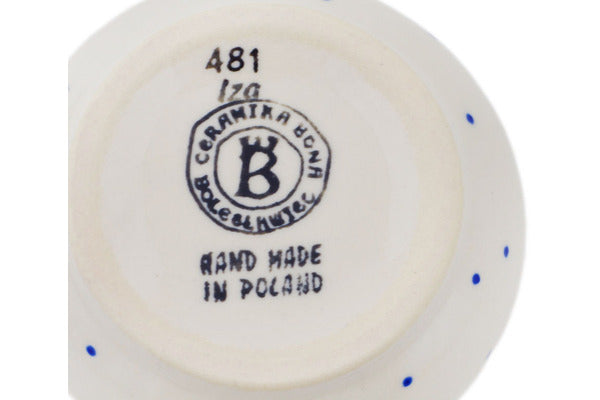 481
Iza
CERAMIKA BONA
B
BOLESŁAWIEC
HAND MADE
IN POLAND